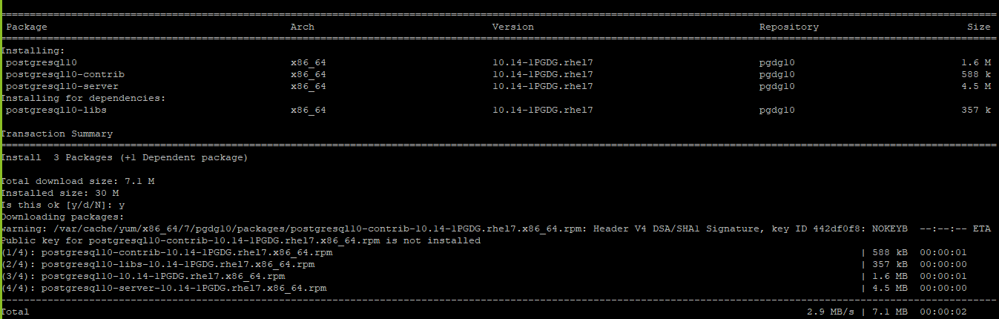 ================================================================================
Package Arch Version Repository Size
================================================================================
Installing:
postgresql10 x86_64 10.14-1PGDG.rhel7 pgdg10 1.6 M
postgresql10-contrib x86_64 10.14-1PGDG.rhel7 pgdg10 588 k
postgresql10-server x86_64 10.14-1PGDG.rhel7 pgdg10 4.5 M
Installing for dependencies:
postgresql10-libs x86_64 10.14-1PGDG.rhel7 pgdg10 357 k
Transaction Summary
================================================================================
Install 3 Packages (+1 Dependent package)
Total download size: 7.1 M
Installed size: 30 M
Is this ok [y/d/N]: y
Downloading packages:
warning: /var/cache/yum/x86_64/7/pgdg10/packages/postgresql10-contrib-10.14-1PGDG.rhel7.x86_64.rpm: Header V4 DSA/SHA1 Signature, key ID 442df0f8: NOKEYB --:--:-- ETA
Public key for postgresql10-contrib-10.14-1PGDG.rhel7.x86_64.rpm is not installed
(1/4): postgresql10-contrib-10.14-1PGDG.rhel7.x86_64.rpm | 588 kB 00:00:01
(2/4): postgresql10-libs-10.14-1PGDG.rhel7.x86_64.rpm | 357 kB 00:00:00
(3/4): postgresql10-10.14-1PGDG.rhel7.x86_64.rpm | 1.6 MB 00:00:01
(4/4): postgresql10-server-10.14-1PGDG.rhel7.x86_64.rpm | 4.5 MB 00:00:00
--------------------------------------------------------------------------------
Total 2.9 MB/s | 7.1 MB 00:00:02